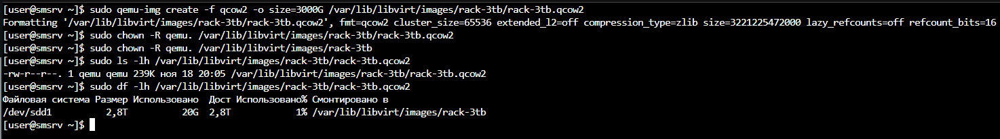 [user@smsrv ~]$ sudo qemu-img create -f qcow2 -o size=3000G /var/lib/libvirt/images/rack-3tb/rack-3tb.qcow2
Formatting '/var/lib/libvirt/images/rack-3tb/rack-3tb.qcow2', fmt=qcow2 cluster_size=65536 extended_l2=off compression_type=zlib size=3221225472000 lazy_refcounts=off refcount_bits=16
[user@smsrv ~]$ sudo chown -R qemu. /var/lib/libvirt/images/rack-3tb/rack-3tb.qcow2
[user@smsrv ~]$ sudo chown -R qemu. /var/lib/libvirt/images/rack-3tb
[user@smsrv ~]$ sudo ls -lh /var/lib/libvirt/images/rack-3tb/rack-3tb.qcow2
-rw-r--r--. 1 qemu qemu 239K ноя 18 20:05 /var/lib/libvirt/images/rack-3tb/rack-3tb.qcow2
[user@smsrv ~]$ sudo df -lh /var/lib/libvirt/images/rack-3tb/rack-3tb.qcow2
Файловая система Размер Использовано  Дост Использовано% Cмонтировано в
/dev/sdd1          2,8T          20G  2,8T            1% /var/lib/libvirt/images/rack-3tb
[user@smsrv ~]$